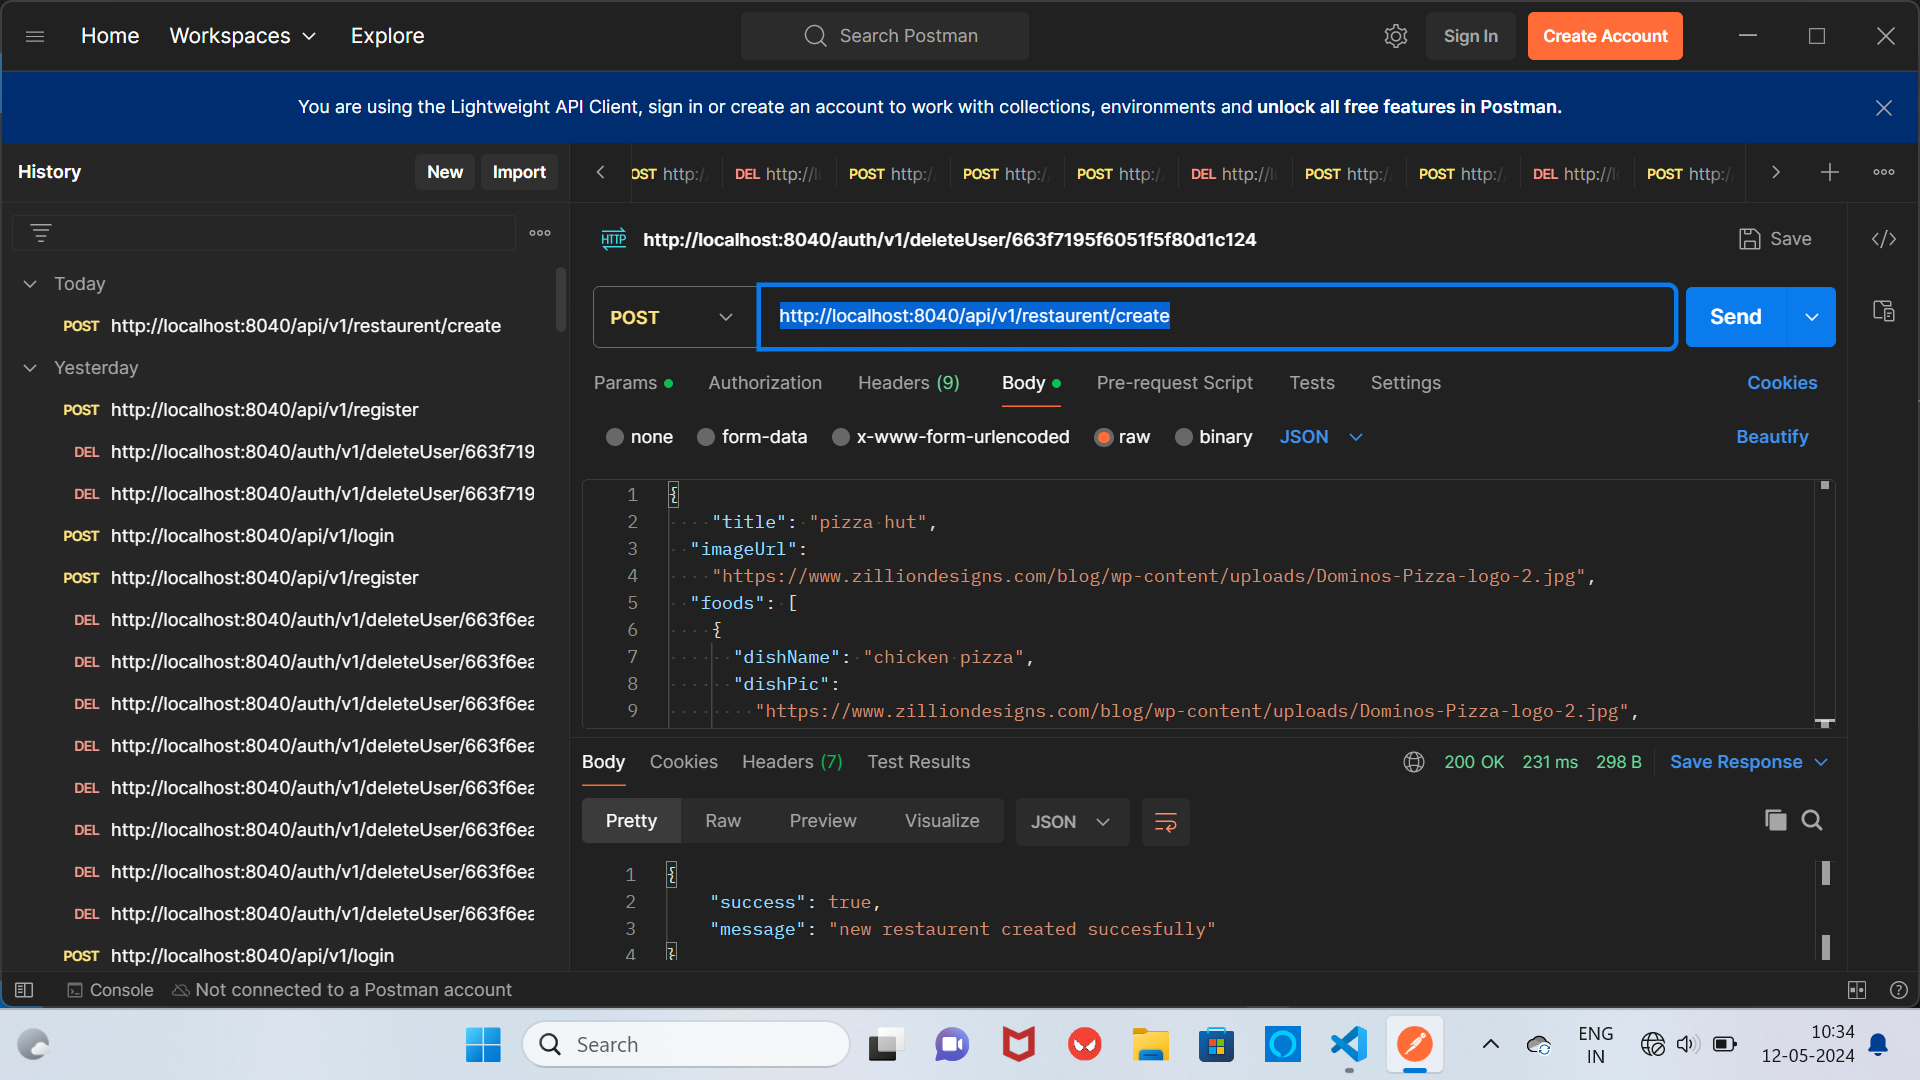 Home Workspaces Explore Search Postman Sign In Create Account
You are using the Lightweight API Client, sign in or create an account to work with collections, environments and unlock all free features in Postman.
History New Import
OST http:/ DEL http://l POST http:/ POST http:/ POST http:/ DEL http://l POST http:/ POST http:/ DEL http://l POST http:/
HTTP http://localhost:8040/auth/v1/deleteUser/663f7195f6051f5f80d1c124 Save
Today
POST http://localhost:8040/api/v1/restaurent/create
Yesterday
POST http://localhost:8040/api/v1/register
DEL http://localhost:8040/auth/v1/deleteUser/663f719
DEL http://localhost:8040/auth/v1/deleteUser/663f719
POST http://localhost:8040/api/v1/login
POST http://localhost:8040/api/v1/register
DEL http://localhost:8040/auth/v1/deleteUser/663f6ea
DEL http://localhost:8040/auth/v1/deleteUser/663f6ea
DEL http://localhost:8040/auth/v1/deleteUser/663f6ea
DEL http://localhost:8040/auth/v1/deleteUser/663f6ea
DEL http://localhost:8040/auth/v1/deleteUser/663f6ea
DEL http://localhost:8040/auth/v1/deleteUser/663f6ea
DEL http://localhost:8040/auth/v1/deleteUser/663f6ea
DEL http://localhost:8040/auth/v1/deleteUser/663f6ea
POST http://localhost:8040/api/v1/login
POST http://localhost:8040/api/v1/restaurent/create Send
Params Authorization Headers (9) Body Pre-request Script Tests Settings Cookies
none form-data x-www-form-urlencoded raw binary JSON Beautify
1 {
2 "title": "pizza hut",
3 "imageUrl":
4 "https://www.zilliondesigns.com/blog/wp-content/uploads/Dominos-Pizza-logo-2.jpg",
5 "foods": [
6 {
7 "dishName": "chicken pizza",
8 "dishPic":
9 "https://www.zilliondesigns.com/blog/wp-content/uploads/Dominos-Pizza-logo-2.jpg",
Body Cookies Headers (7) Test Results 200 OK 231 ms 298 B Save Response
Pretty Raw Preview Visualize JSON
1 {
2 "success": true,
3 "message": "new restaurent created succesfully"
4 }
Console Not connected to a Postman account
Search ENG 10:34
IN 12-05-2024